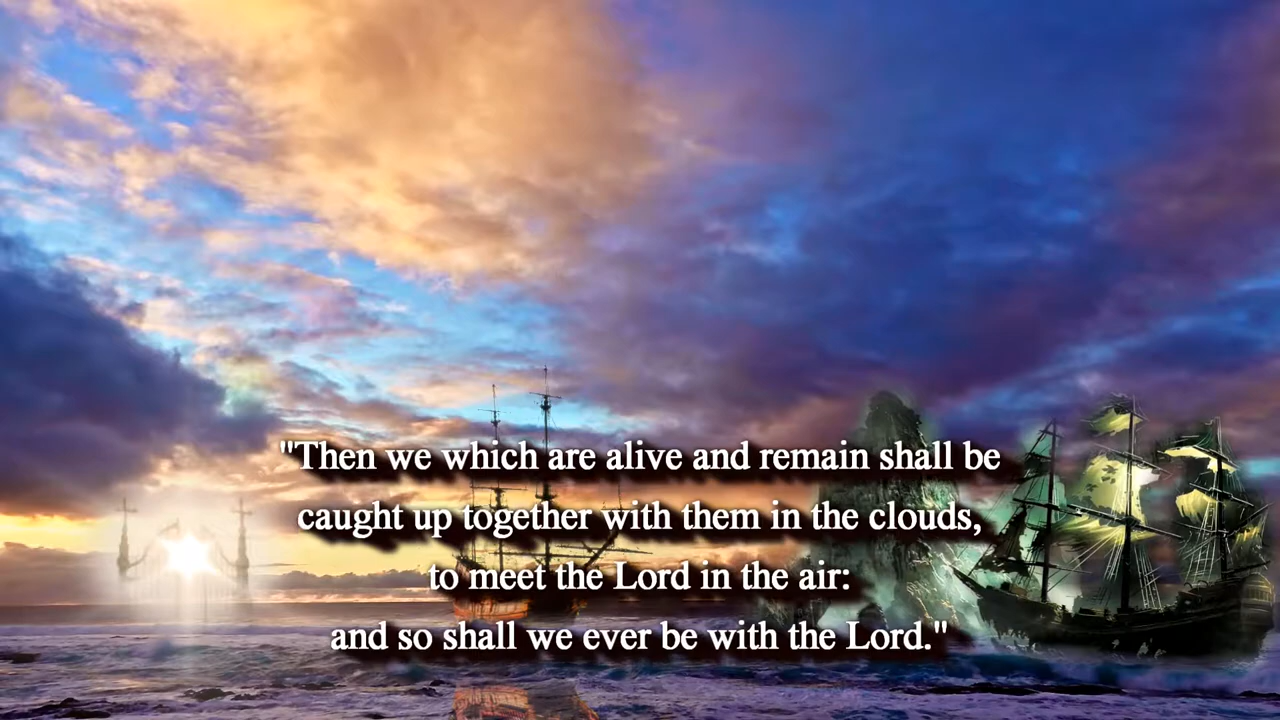 "Then we which are alive and remain shall be
caught up together with them in the clouds,
to meet the Lord in the air:
and so shall we ever be with the Lord."